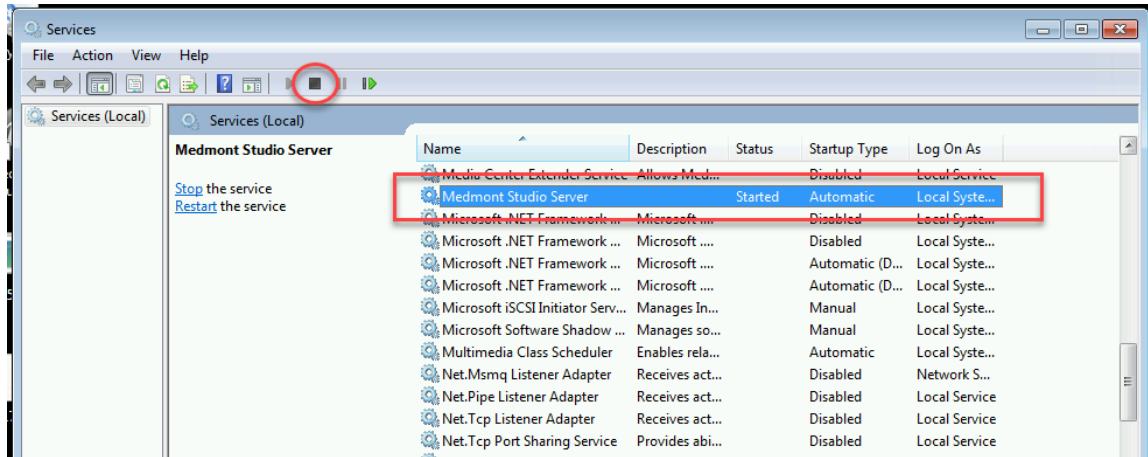 Services
File Action View Help
Services (Local)
Services (Local)
Medmont Studio Server
Stop the service
Restart the service
Name Description Status Startup Type Log On As
Media Center Extender Service Allows Med... Disabled Local Service
Medmont Studio Server Started Automatic Local Syste...
Microsoft .NET Framework ... Microsoft .... Disabled Local Syste...
Microsoft .NET Framework ... Microsoft .... Disabled Local Syste...
Microsoft .NET Framework ... Microsoft .... Automatic (D... Local Syste...
Microsoft .NET Framework ... Microsoft .... Automatic (D... Local Syste...
Microsoft iSCSI Initiator Serv... Manages In... Manual Local Syste...
Microsoft Software Shadow ... Manages so... Manual Local Syste...
Multimedia Class Scheduler Enables rela... Automatic Local Syste...
Net.Msmq Listener Adapter Receives act... Disabled Network S...
Net.Pipe Listener Adapter Receives act... Disabled Local Service
Net.Tcp Listener Adapter Receives act... Disabled Local Service
Net.Tcp Port Sharing Service Provides abi... Disabled Local Service